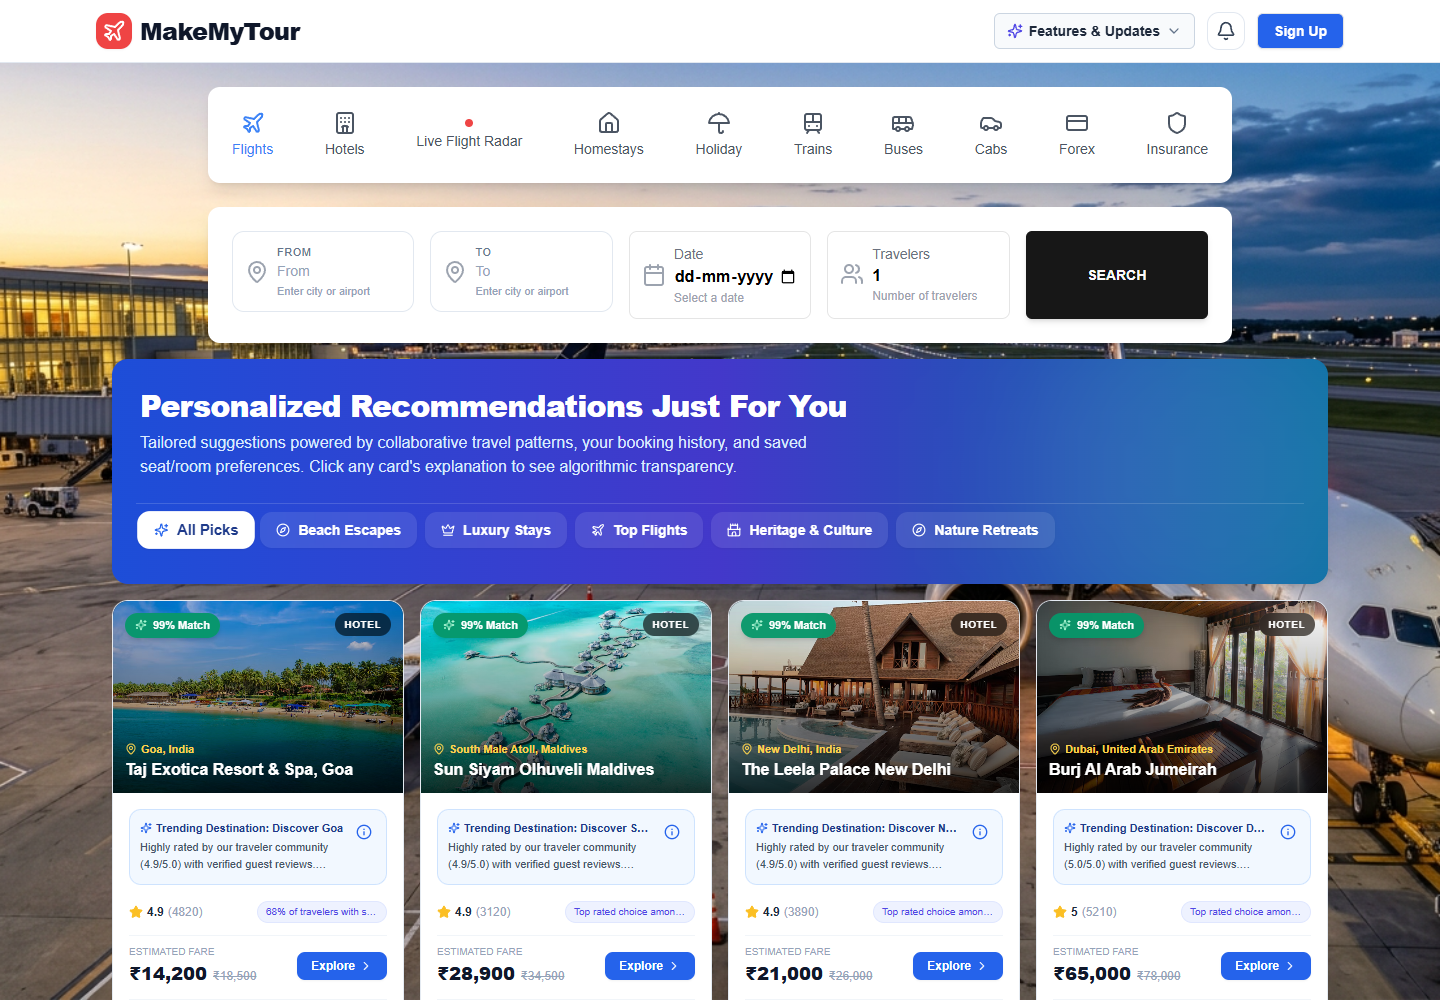 MakeMyTour
Features & Updates
Sign Up
Flights
Hotels
Live Flight Radar
Homestays
Holiday
Trains
Buses
Cabs
Forex
Insurance
FROM
From
Enter city or airport
TO
To
Enter city or airport
Date
dd-mm-yyyy
Select a date
Travelers
1
Number of travelers
SEARCH
Personalized Recommendations Just For You
Tailored suggestions powered by collaborative travel patterns, your booking history, and saved
seat/room preferences. Click any card's explanation to see algorithmic transparency.
All Picks
Beach Escapes
Luxury Stays
Top Flights
Heritage & Culture
Nature Retreats
99% Match
HOTEL
Goa, India
Taj Exotica Resort & Spa, Goa
Trending Destination: Discover Goa
Highly rated by our traveler community
(4.9/5.0) with verified guest reviews....
4.9 (4820)
68% of travelers with s...
ESTIMATED FARE
₹14,200 ₹18,500
Explore
99% Match
HOTEL
South Male Atoll, Maldives
Sun Siyam Olhuveli Maldives
Trending Destination: Discover S...
Highly rated by our traveler community
(4.9/5.0) with verified guest reviews....
4.9 (3120)
Top rated choice amon...
ESTIMATED FARE
₹28,900 ₹34,500
Explore
99% Match
HOTEL
New Delhi, India
The Leela Palace New Delhi
Trending Destination: Discover N...
Highly rated by our traveler community
(4.9/5.0) with verified guest reviews....
4.9 (3890)
Top rated choice amon...
ESTIMATED FARE
₹21,000 ₹26,000
Explore
99% Match
HOTEL
Dubai, United Arab Emirates
Burj Al Arab Jumeirah
Trending Destination: Discover D...
Highly rated by our traveler community
(5.0/5.0) with verified guest reviews....
5 (5210)
Top rated choice amon...
ESTIMATED FARE
₹65,000 ₹78,000
Explore